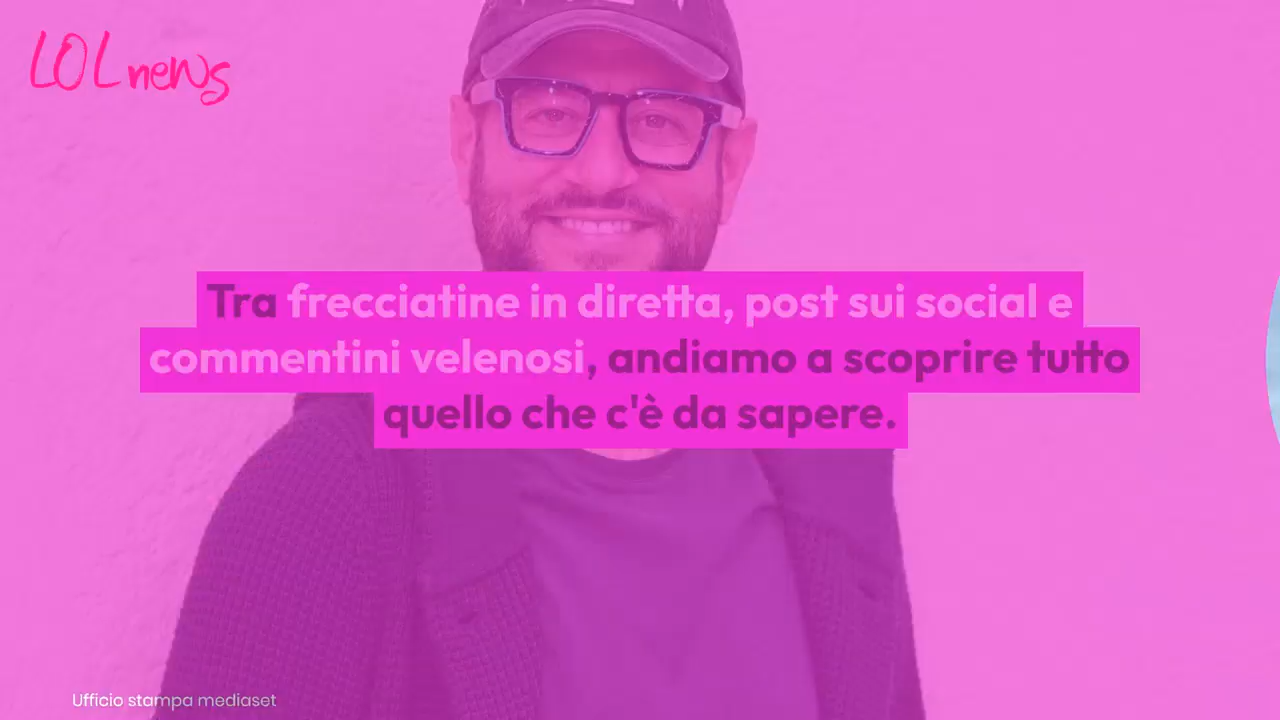 LOL news
Tra frecciatine in diretta, post sui social e
commentini velenosi, andiamo a scoprire tutto
quello che c'è da sapere.
Ufficio stampa mediaset